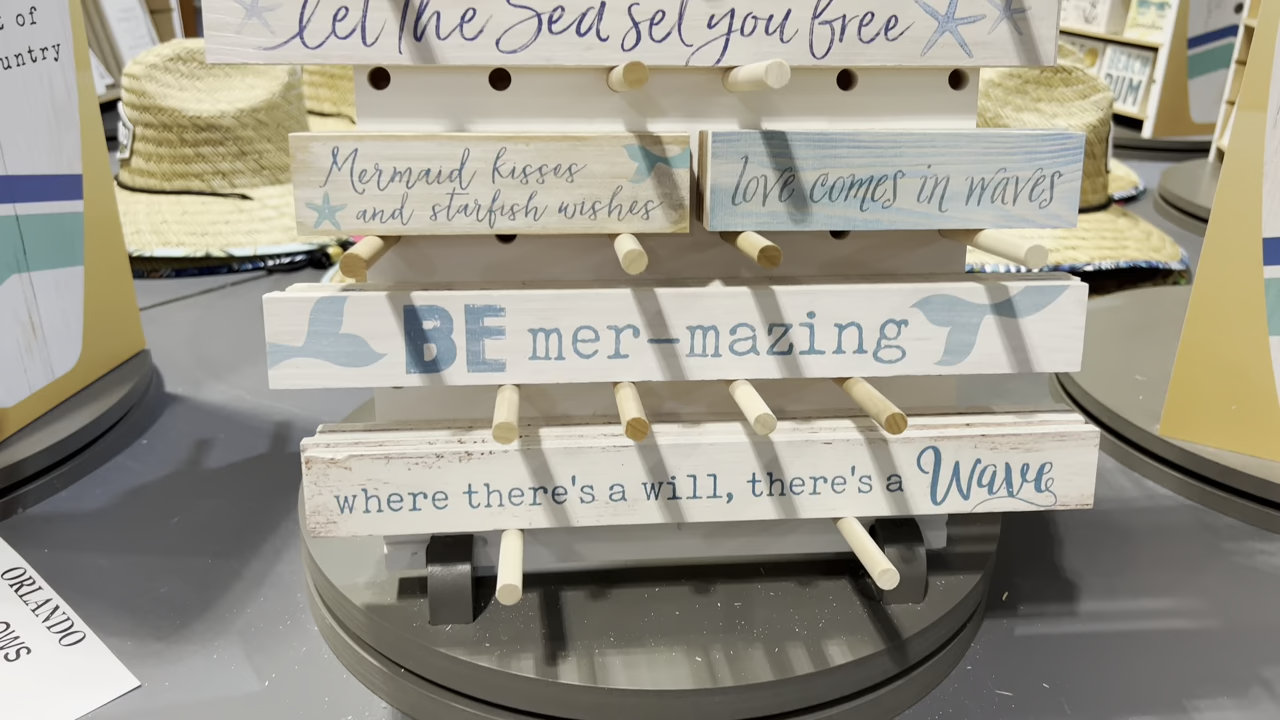 let the Sea set you free
t of
untry
BEACH
BUM
Mermaid kisses
and starfish wishes
love comes in waves
BE mer-mazing
where there's a will, there's a Wave
ORLANDO
OWS